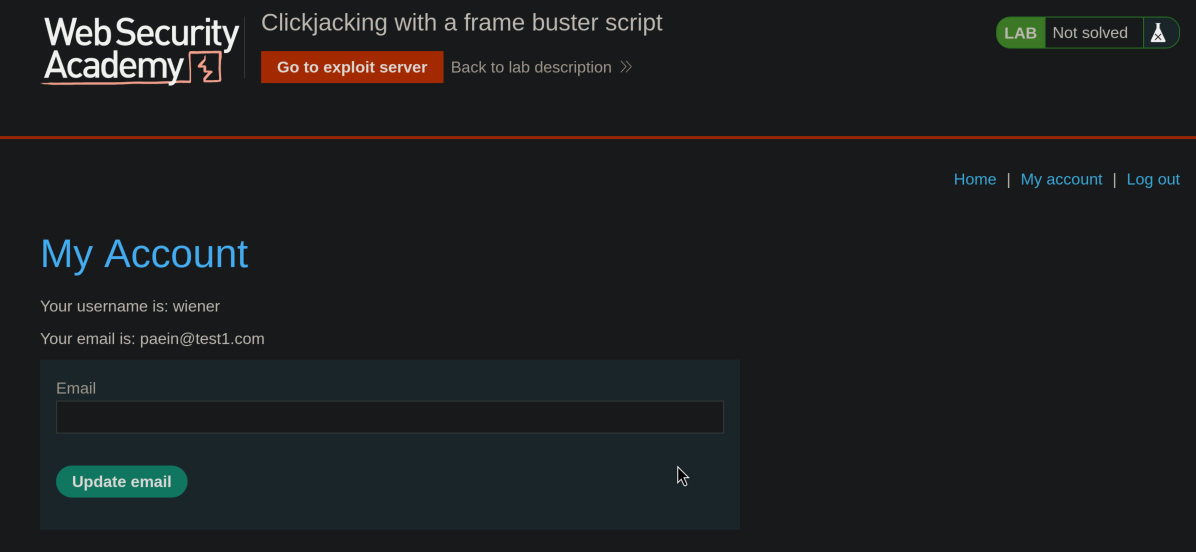 Web Security
Academy
Clickjacking with a frame buster script
Go to exploit server
Back to lab description
LAB Not solved
Home | My account | Log out
My Account
Your username is: wiener
Your email is: paein@test1.com
Email
Update email